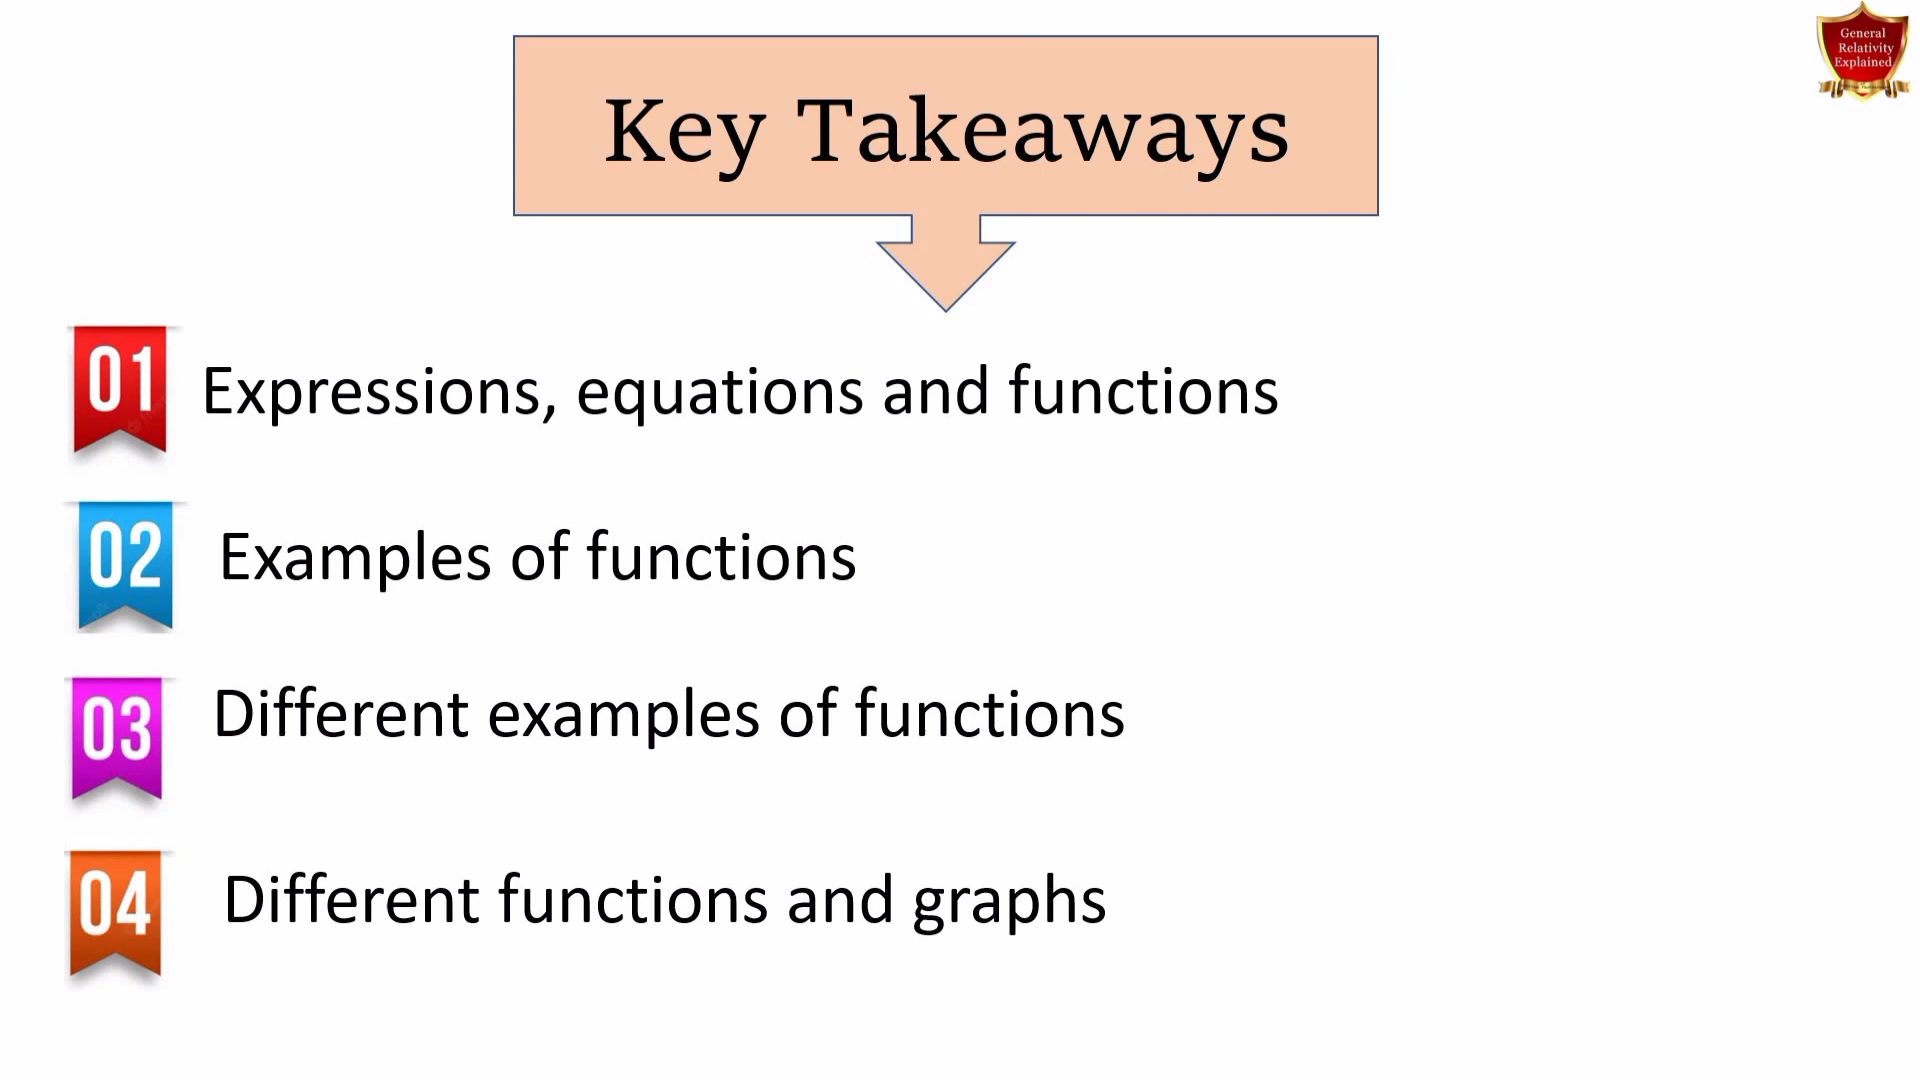 General
Relativity
Explained
Key Takeaways
01 Expressions, equations and functions
02 Examples of functions
03 Different examples of functions
04 Different functions and graphs